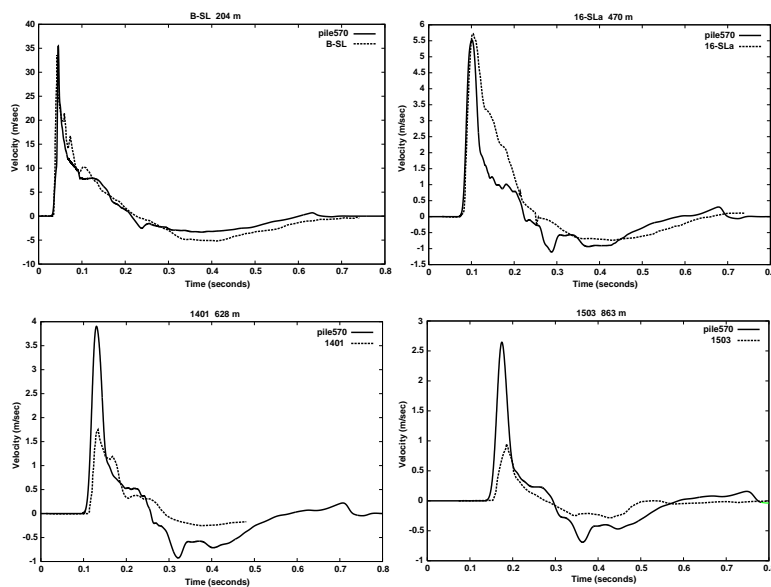 B-SL 204 m
pile570
B-SL
Velocity (m/sec)
40
35
30
25
20
15
10
5
0
-5
-10
0 0.1 0.2 0.3 0.4 0.5 0.6 0.7 0.8
Time (seconds)
16-SLa 470 m
pile570
16-SLa
Velocity (m/sec)
6
5.5
5
4.5
4
3.5
3
2.5
2
1.5
1
0.5
0
-0.5
-1
-1.5
0 0.1 0.2 0.3 0.4 0.5 0.6 0.7 0.8
Time (seconds)
1401 628 m
pile570
1401
Velocity (m/sec)
4
3.5
3
2.5
2
1.5
1
0.5
0
-0.5
-1
0 0.1 0.2 0.3 0.4 0.5 0.6 0.7 0.8
Time (seconds)
1503 863 m
pile570
1503
Velocity (m/sec)
3
2.5
2
1.5
1
0.5
0
-0.5
-1
0 0.1 0.2 0.3 0.4 0.5 0.6 0.7 0.8
Time (seconds)